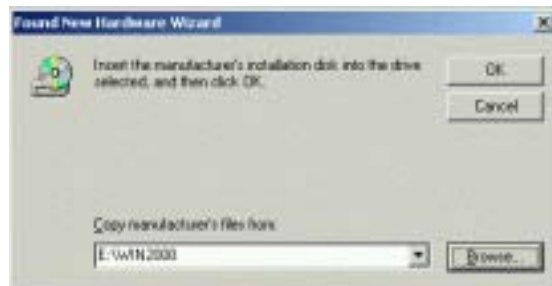 Found New Hardware Wizard
Insert the manufacturer's installation disk into the drive
selected, and then click OK.
OK
Cancel
Copy manufacturer's files from:
E:\WIN2000
Browse...